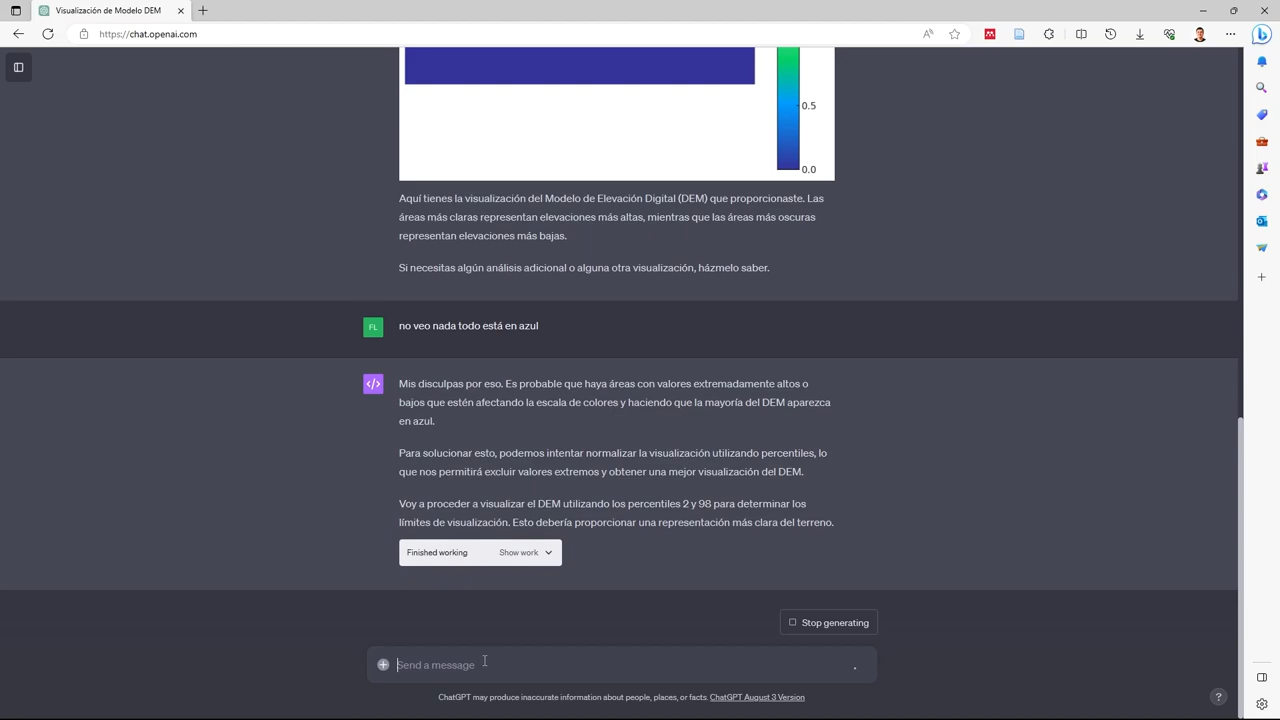 Visualización de Modelo DEM
https://chat.openai.com
0.5
0.0
Aquí tienes la visualización del Modelo de Elevación Digital (DEM) que proporcionaste. Las
áreas más claras representan elevaciones más altas, mientras que las áreas más oscuras
representan elevaciones más bajas.
Si necesitas algún análisis adicional o alguna otra visualización, házmelo saber.
FL
no veo nada todo está en azul
Mis disculpas por eso. Es probable que haya áreas con valores extremadamente altos o
bajos que estén afectando la escala de colores y haciendo que la mayoría del DEM aparezca
en azul.
Para solucionar esto, podemos intentar normalizar la visualización utilizando percentiles, lo
que nos permitirá excluir valores extremos y obtener una mejor visualización del DEM.
Voy a proceder a visualizar el DEM utilizando los percentiles 2 y 98 para determinar los
límites de visualización. Esto debería proporcionar una representación más clara del terreno.
Finished working Show work
Stop generating
Send a message
ChatGPT may produce inaccurate information about people, places, or facts. ChatGPT August 3 Version
?